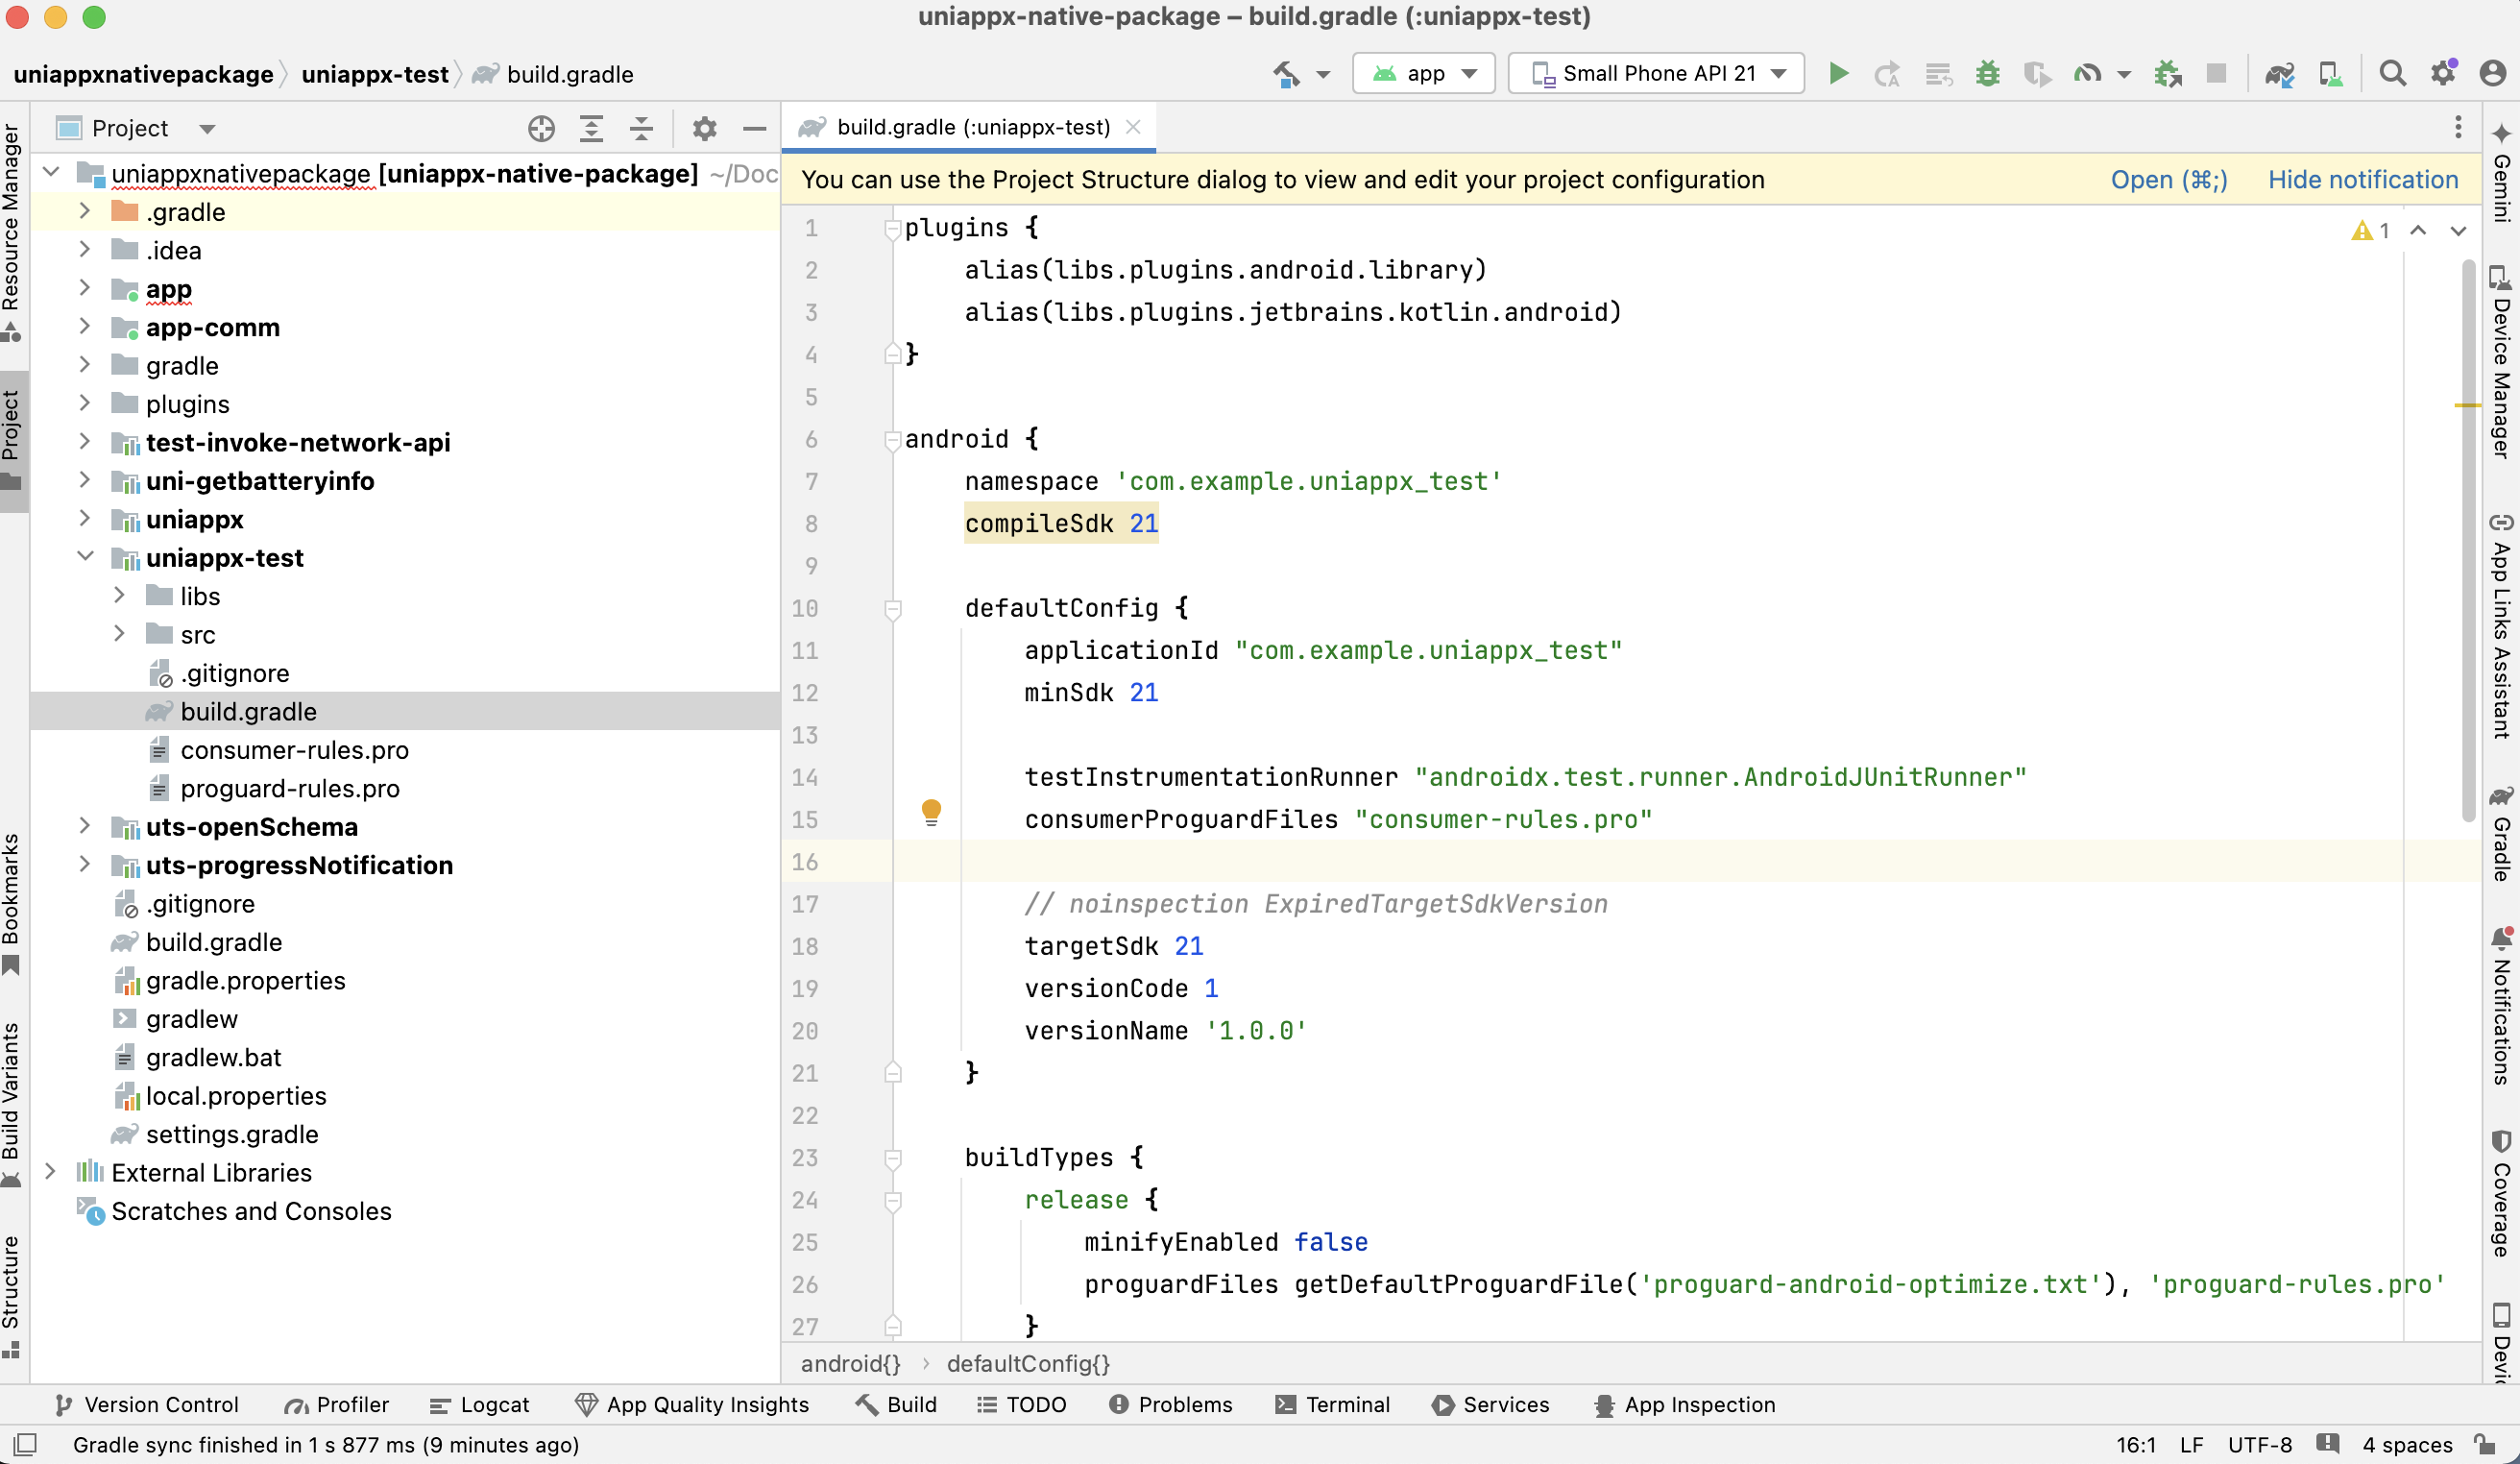 uniappx-native-package – build.gradle (:uniappx-test)
uniappxnativepackage uniappx-test build.gradle
app
Small Phone API 21
Resource Manager
Project
Bookmarks
Build Variants
Structure
Project
uniappxnativepackage [uniappx-native-package] ~/Doc
.gradle
.idea
app
app-comm
gradle
plugins
test-invoke-network-api
uni-getbatteryinfo
uniappx
uniappx-test
libs
src
.gitignore
build.gradle
consumer-rules.pro
proguard-rules.pro
uts-openSchema
uts-progressNotification
.gitignore
build.gradle
gradle.properties
gradlew
gradlew.bat
local.properties
settings.gradle
External Libraries
Scratches and Consoles
build.gradle (:uniappx-test)
You can use the Project Structure dialog to view and edit your project configuration Open (⌘;) Hide notification
1
1 plugins {
2 alias(libs.plugins.android.library)
3 alias(libs.plugins.jetbrains.kotlin.android)
4 }
5
6 android {
7 namespace 'com.example.uniappx_test'
8 compileSdk 21
9
10 defaultConfig {
11 applicationId "com.example.uniappx_test"
12 minSdk 21
13
14 testInstrumentationRunner "androidx.test.runner.AndroidJUnitRunner"
15 consumerProguardFiles "consumer-rules.pro"
16
17 // noinspection ExpiredTargetSdkVersion
18 targetSdk 21
19 versionCode 1
20 versionName '1.0.0'
21 }
22
23 buildTypes {
24 release {
25 minifyEnabled false
26 proguardFiles getDefaultProguardFile('proguard-android-optimize.txt'), 'proguard-rules.pro'
27 }
android{} › defaultConfig{}
Gemini
Device Manager
App Links Assistant
Gradle
Notifications
Coverage
Devi
Version Control Profiler Logcat App Quality Insights Build TODO Problems Terminal Services App Inspection
Gradle sync finished in 1 s 877 ms (9 minutes ago) 16:1 LF UTF-8 4 spaces